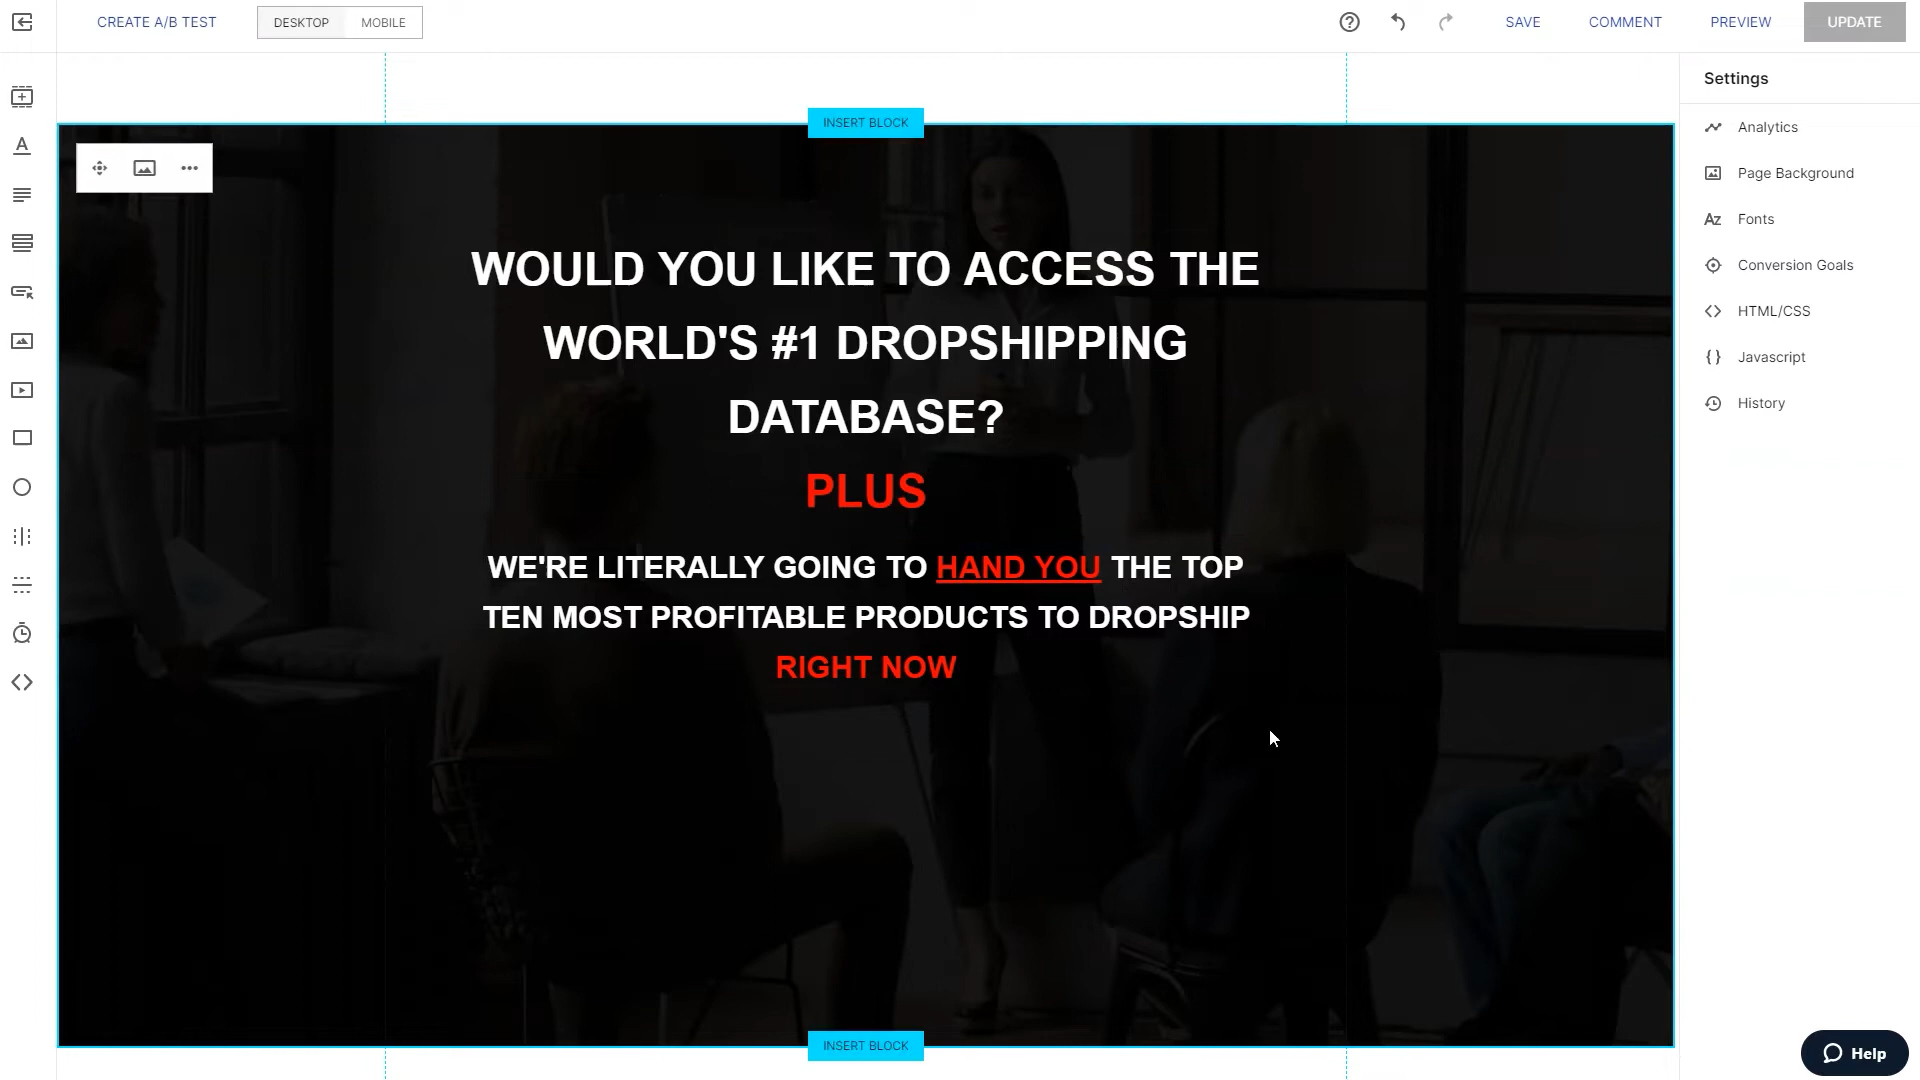 CREATE A/B TEST
DESKTOP
MOBILE
SAVE
COMMENT
PREVIEW
UPDATE
Settings
Analytics
Page Background
Fonts
Conversion Goals
HTML/CSS
Javascript
History
INSERT BLOCK
WOULD YOU LIKE TO ACCESS THE
WORLD'S #1 DROPSHIPPING
DATABASE?
PLUS
WE'RE LITERALLY GOING TO HAND YOU THE TOP
TEN MOST PROFITABLE PRODUCTS TO DROPSHIP
RIGHT NOW
INSERT BLOCK
Help